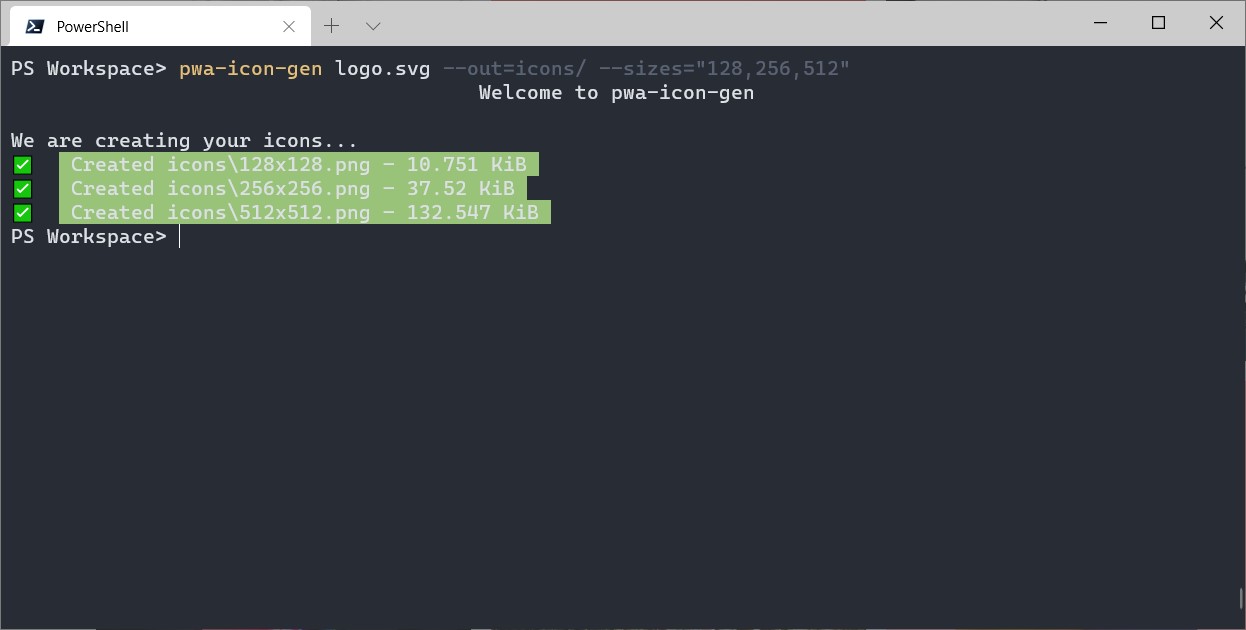 PowerShell
PS Workspace> pwa-icon-gen logo.svg --out=icons/ --sizes="128,256,512"
Welcome to pwa-icon-gen
We are creating your icons...
✅ Created icons\128x128.png - 10.751 KiB
✅ Created icons\256x256.png - 37.52 KiB
✅ Created icons\512x512.png - 132.547 KiB
PS Workspace>